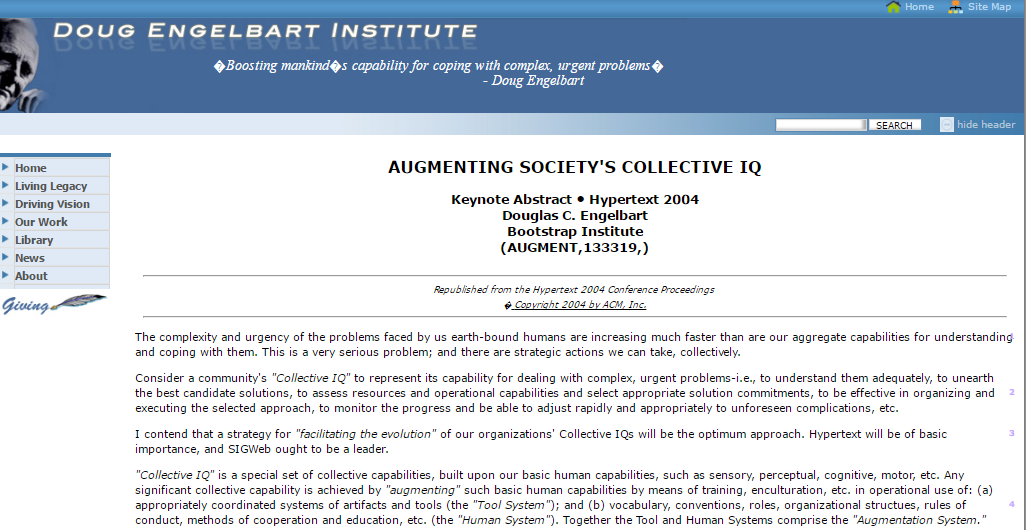 Home Site Map
DOUG ENGELBART INSTITUTE
�Boosting mankind�s capability for coping with complex, urgent problems�
- Doug Engelbart
SEARCH hide header
Home
Living Legacy
Driving Vision
Our Work
Library
News
About
Giving
AUGMENTING SOCIETY'S COLLECTIVE IQ
Keynote Abstract • Hypertext 2004
Douglas C. Engelbart
Bootstrap Institute
(AUGMENT,133319,)
Republished from the Hypertext 2004 Conference Proceedings
� Copyright 2004 by ACM, Inc.
The complexity and urgency of the problems faced by us earth-bound humans are increasing much faster than are our aggregate capabilities for understanding 1
and coping with them. This is a very serious problem; and there are strategic actions we can take, collectively.
Consider a community's "Collective IQ" to represent its capability for dealing with complex, urgent problems-i.e., to understand them adequately, to unearth
the best candidate solutions, to assess resources and operational capabilities and select appropriate solution commitments, to be effective in organizing and 2
executing the selected approach, to monitor the progress and be able to adjust rapidly and appropriately to unforeseen complications, etc.
I contend that a strategy for "facilitating the evolution" of our organizations' Collective IQs will be the optimum approach. Hypertext will be of basic 3
importance, and SIGWeb ought to be a leader.
"Collective IQ" is a special set of collective capabilities, built upon our basic human capabilities, such as sensory, perceptual, cognitive, motor, etc. Any
significant collective capability is achieved by "augmenting" such basic human capabilities by means of training, enculturation, etc. in operational use of: (a)
appropriately coordinated systems of artifacts and tools (the "Tool System"); and (b) vocabulary, conventions, roles, organizational structues, rules of 4
conduct, methods of cooperation and education, etc. (the "Human System"). Together the Tool and Human Systems comprise the "Augmentation System."